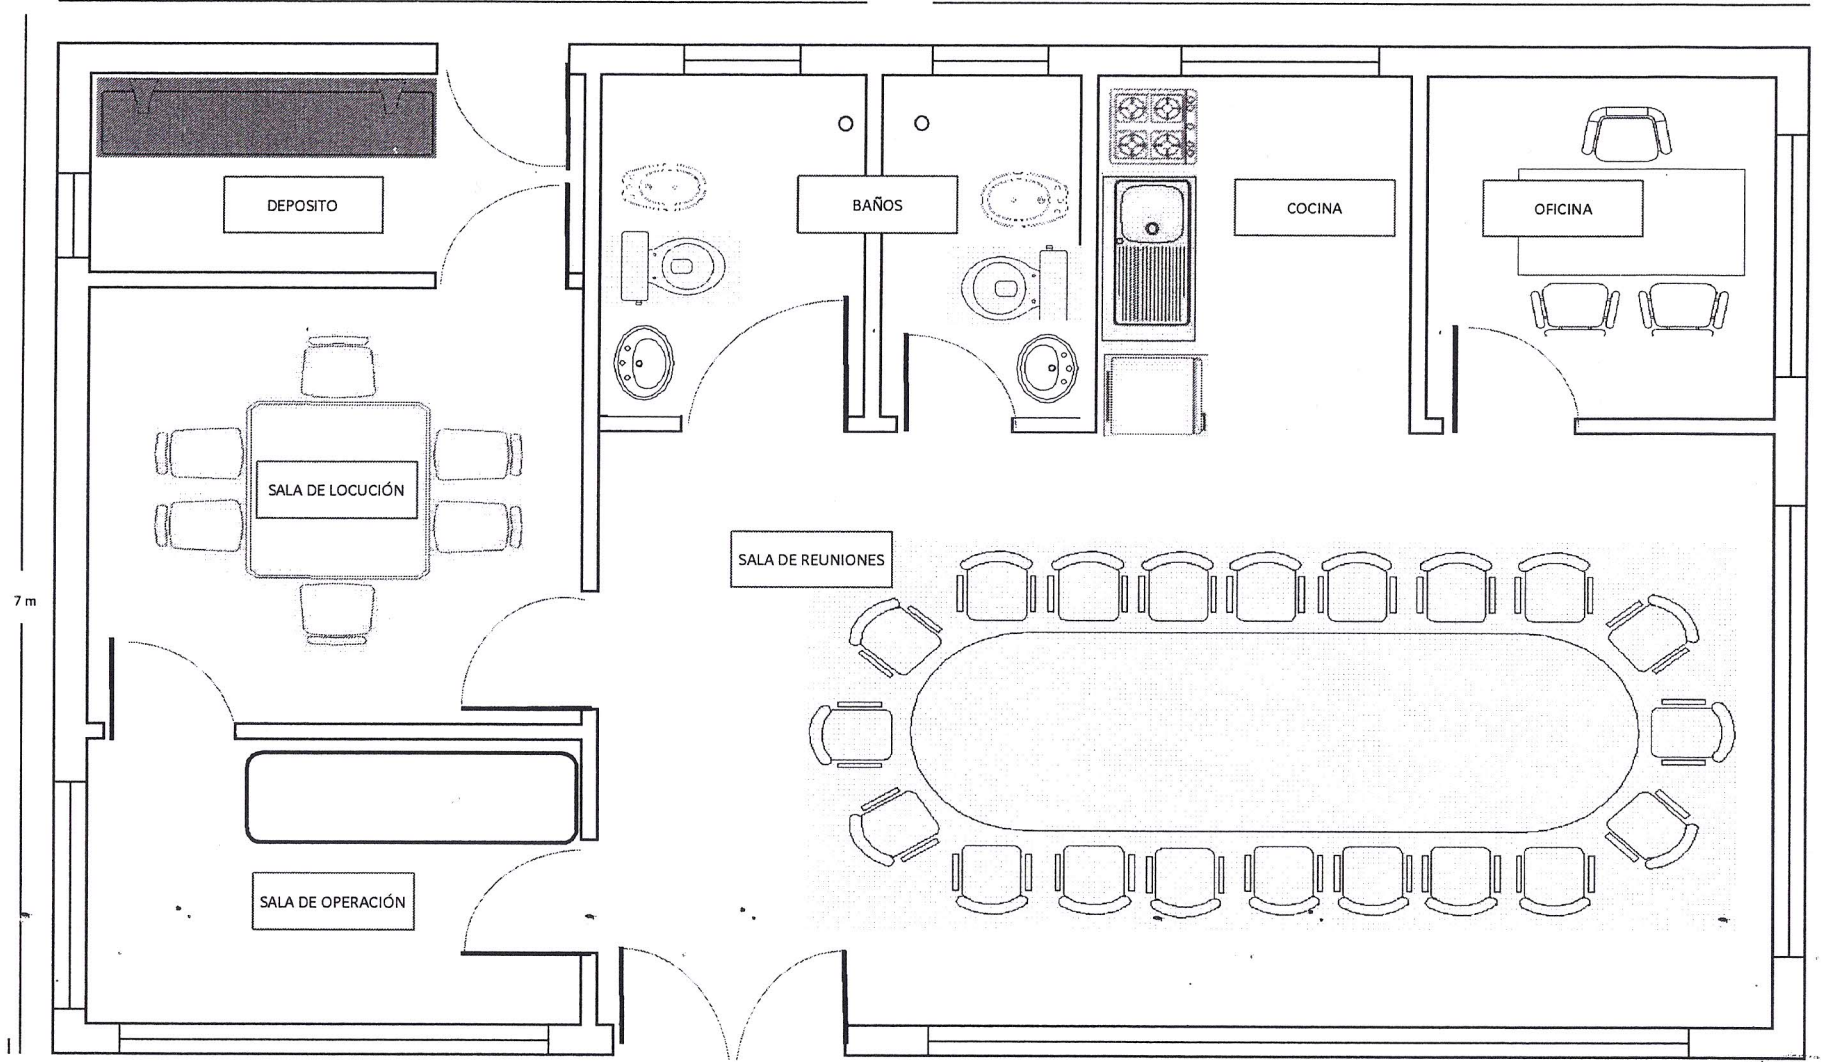 DEPOSITO
BAÑOS
COCINA
OFICINA
SALA DE LOCUCIÓN
SALA DE REUNIONES
7 m
SALA DE OPERACIÓN